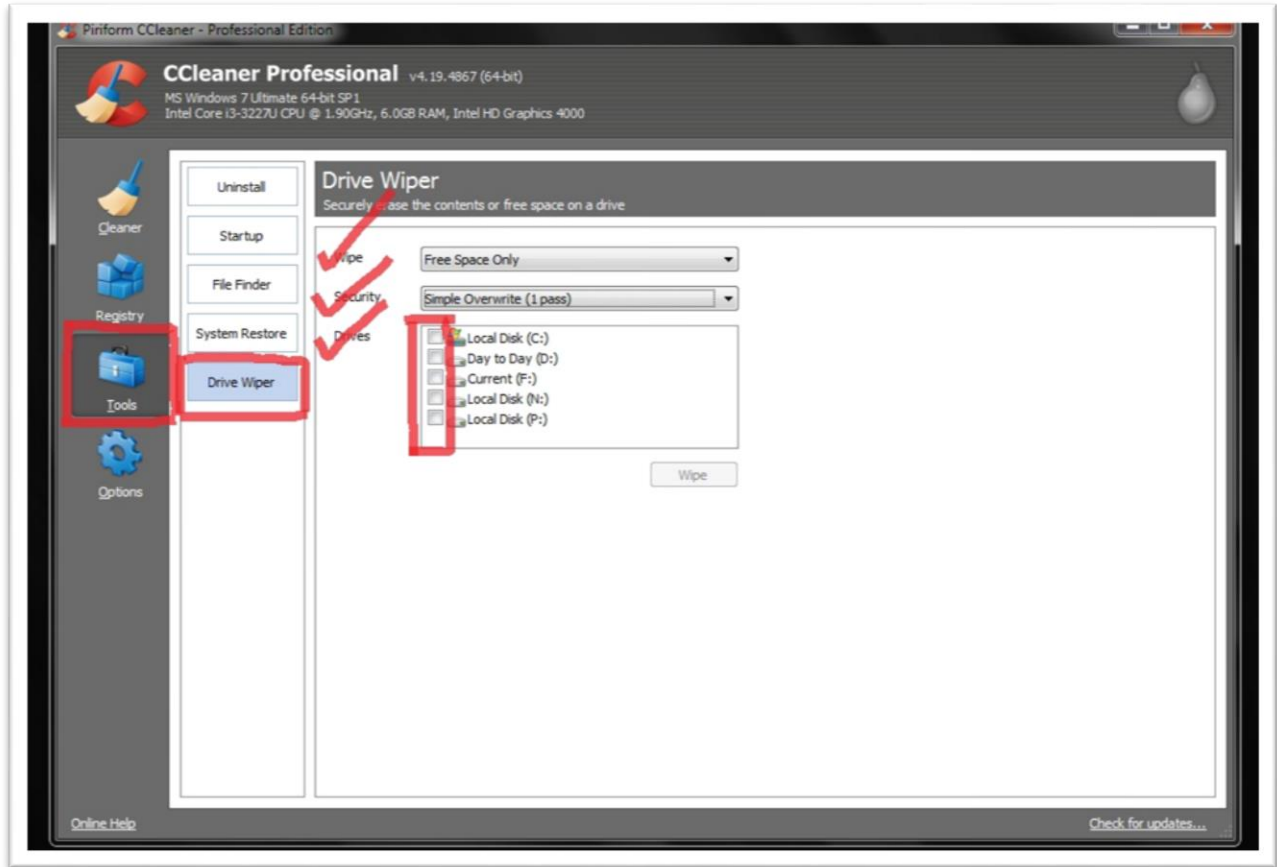 Piriform CCleaner - Professional Edition
CCleaner Professional v4.19.4867 (64-bit)
MS Windows 7 Ultimate 64-bit SP1
Intel Core i3-3227U CPU @ 1.90GHz, 6.0GB RAM, Intel HD Graphics 4000
Cleaner
Registry
Tools
Options
Uninstall
Startup
File Finder
System Restore
Drive Wiper
Drive Wiper
Securely erase the contents or free space on a drive
Wipe
Free Space Only
Security
Simple Overwrite (1 pass)
Drives
Local Disk (C:)
Day to Day (D:)
Current (F:)
Local Disk (N:)
Local Disk (P:)
Wipe
Online Help
Check for updates...